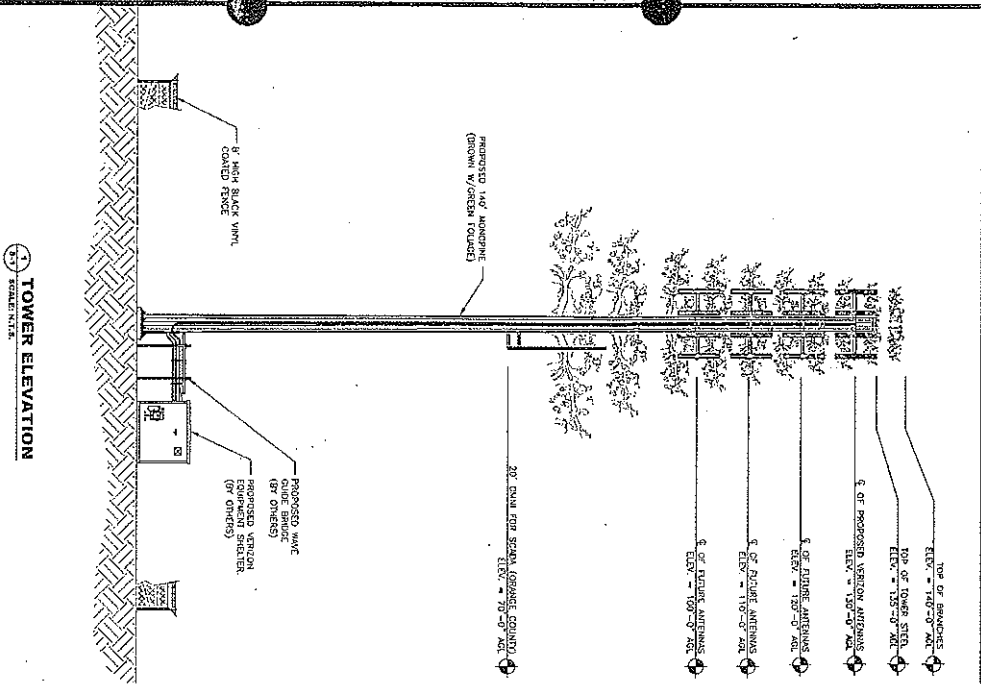 TOP OF BRANCHES
ELEV. = 140'-0" AGL
TOP OF TOWER STEEL
ELEV. = 135'-0" AGL
℄ OF PROPOSED VERIZON ANTENNAS
ELEV. = 130'-0" AGL
℄ OF FUTURE ANTENNAS
ELEV. = 120'-0" AGL
℄ OF FUTURE ANTENNAS
ELEV. = 110'-0" AGL
℄ OF FUTURE ANTENNAS
ELEV. = 100'-0" AGL
20' OMNI FOR SCADA (ORANGE COUNTY)
ELEV. = 70'-0" AGL
PROPOSED 140' MONOPINE
(BROWN W/GREEN FOLIAGE)
8' HIGH BLACK VINYL
COATED FENCE
PROPOSED WAVE
GUIDE BRIDGE
(BY OTHERS)
PROPOSED VERIZON
EQUIPMENT SHELTER.
(BY OTHERS)
1
TOWER ELEVATION
SCALE: N.T.S.